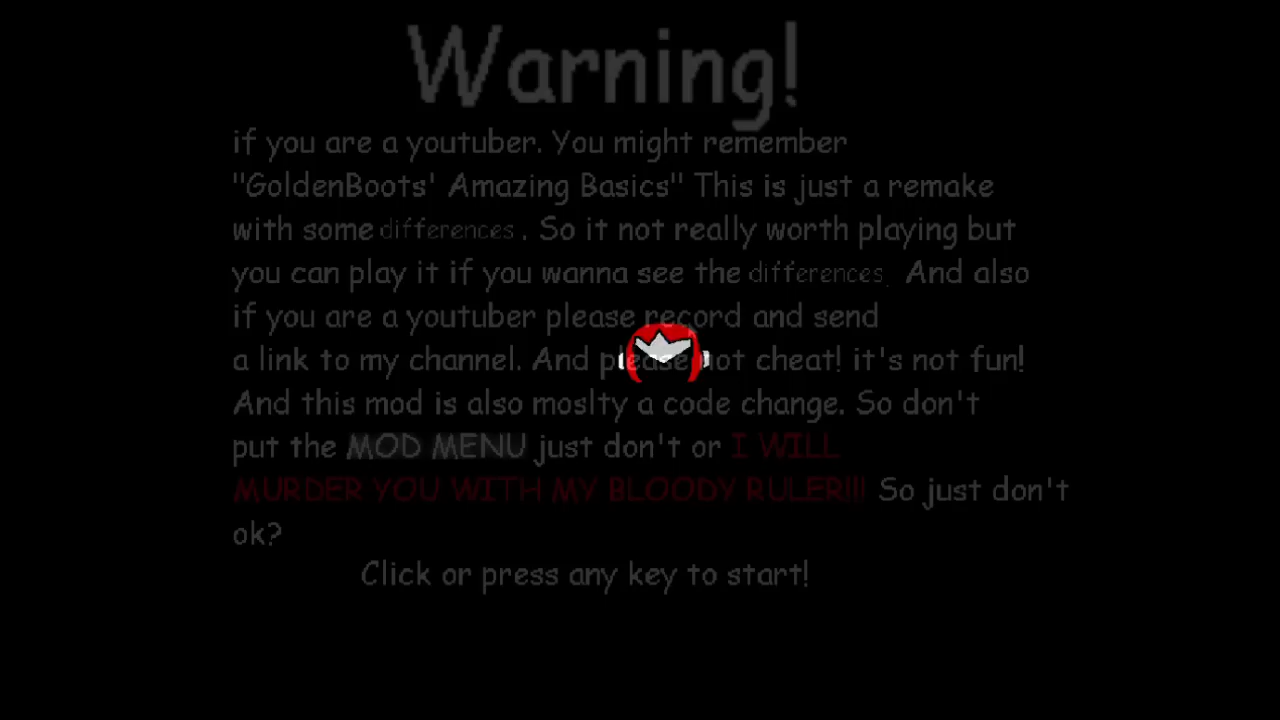 Warning!
if you are a youtuber. You might remember
"GoldenBoots' Amazing Basics" This is just a remake
with some differences . So it not really worth playing but
you can play it if you wanna see the differences. And also
if you are a youtuber please record and send
a link to my channel. And please not cheat! it's not fun!
And this mod is also moslty a code change. So don't
put the MOD MENU just don't or I WILL
MURDER YOU WITH MY BLOODY RULER!!! So just don't
ok?
Click or press any key to start!